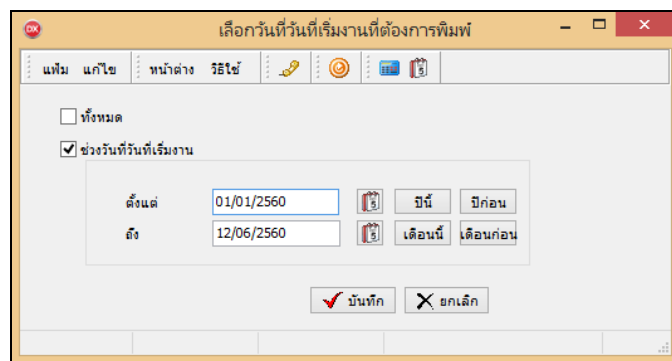 DX เลือกวันที่วันที่เริ่มงานที่ต้องการพิมพ์
แฟ้ม แก้ไข หน้าต่าง วิธีใช้
ทั้งหมด
ช่วงวันที่วันที่เริ่มงาน
ตั้งแต่ 01/01/2560 5 ปีนี้ ปีก่อน
ถึง 12/06/2560 5 เดือนนี้ เดือนก่อน
บันทึก ยกเลิก